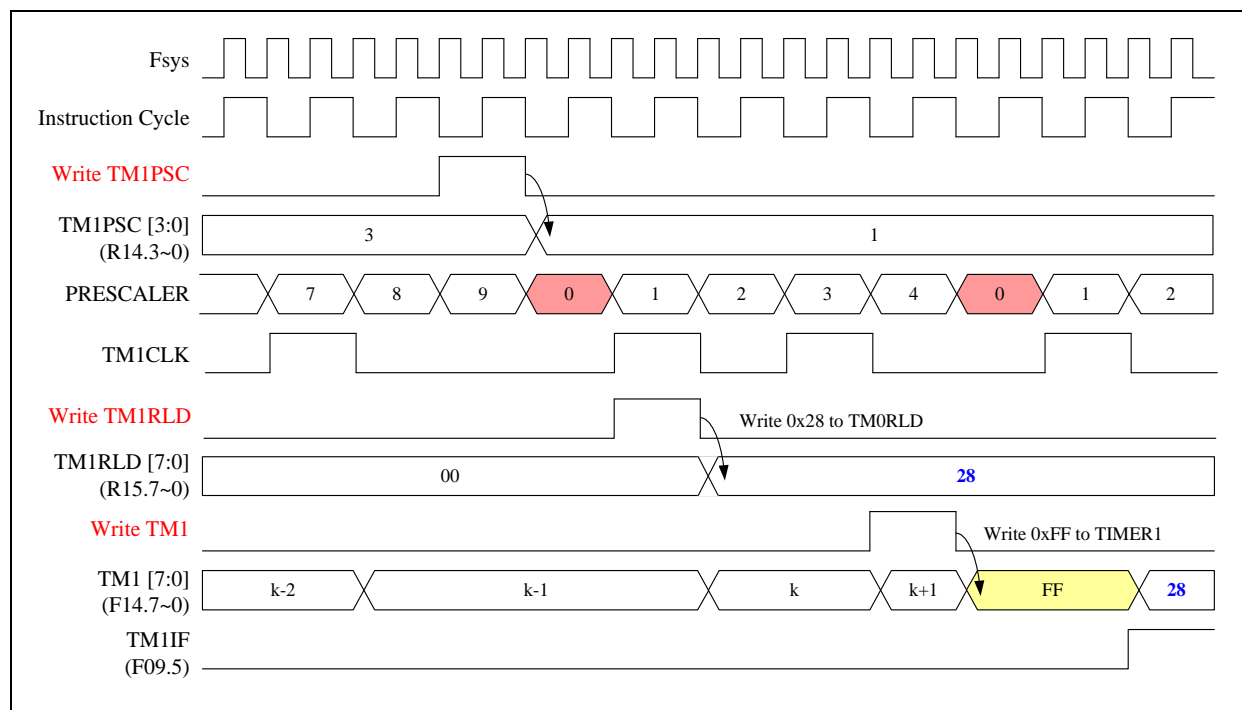 Fsys
Instruction Cycle
Write TM1PSC
TM1PSC [3:0]
(R14.3~0)
3
1
PRESCALER
7 8 9 0 1 2 3 4 0 1 2
TM1CLK
Write TM1RLD
Write 0x28 to TM0RLD
TM1RLD [7:0]
(R15.7~0)
00
28
Write TM1
Write 0xFF to TIMER1
TM1 [7:0]
(F14.7~0)
k-2 k-1 k k+1 FF 28
TM1IF
(F09.5)